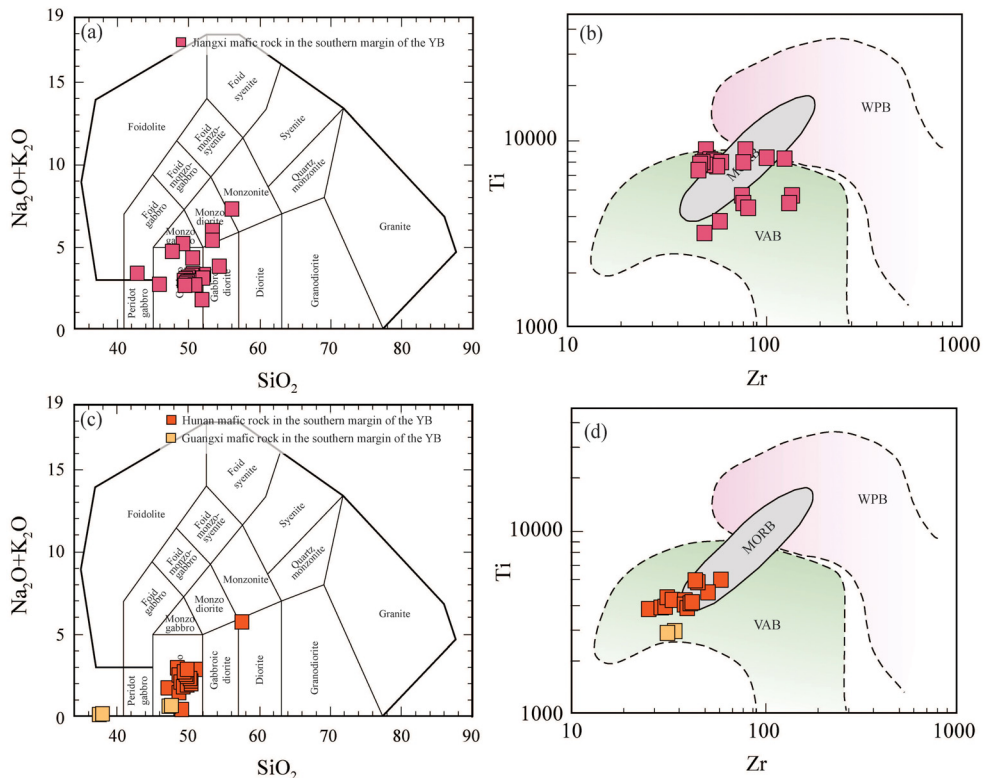 (a)
Jiangxi mafic rock in the southern margin of the YB
Na₂O+K₂O
19
17
13
9
5
0
Foidolite
Foid
syenite
Foid
monzo-
syenite
Syenite
Foid
monzo-
gabbro
Quartz
monzonite
Monzonite
Foid
gabbro
Monzo
diorite
Monzo
gabbro
Granite
Peridot
gabbro
diorite
Diorite
Granodiorite
40
50
60
70
80
90
SiO₂
(b)
WPB
VAB
Ti
10000
1000
10
100
1000
Zr
(c)
Hunan mafic rock in the southern margin of the YB
Guangxi mafic rock in the southern margin of the YB
Na₂O+K₂O
19
17
13
9
5
0
Foidolite
Foid
syenite
Foid
monzo-
syenite
Syenite
Foid
monzo-
gabbro
Quartz
monzonite
Monzonite
Foid
gabbro
Monzo
diorite
Monzo
gabbro
Granite
Peridot
gabbro
Gabbroic
diorite
Diorite
Granodiorite
40
50
60
70
80
90
SiO₂
(d)
WPB
MORB
VAB
Ti
10000
1000
10
100
1000
Zr